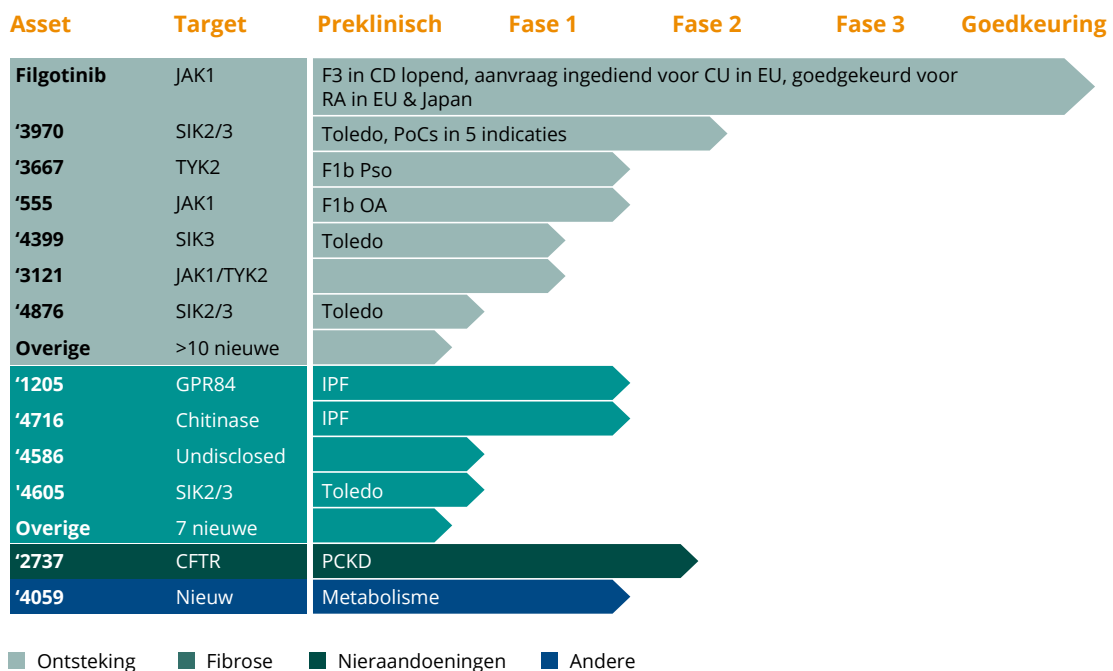 Asset Target Preklinisch Fase 1 Fase 2 Fase 3 Goedkeuring
Filgotinib JAK1 F3 in CD lopend, aanvraag ingediend voor CU in EU, goedgekeurd voor
RA in EU & Japan
‘3970 SIK2/3 Toledo, PoCs in 5 indicaties
‘3667 TYK2 F1b Pso
‘555 JAK1 F1b OA
‘4399 SIK3 Toledo
‘3121 JAK1/TYK2
‘4876 SIK2/3 Toledo
Overige >10 nieuwe
‘1205 GPR84 IPF
‘4716 Chitinase IPF
‘4586 Undisclosed
'4605 SIK2/3 Toledo
Overige 7 nieuwe
‘2737 CFTR PCKD
‘4059 Nieuw Metabolisme
Ontsteking Fibrose Nieraandoeningen Andere